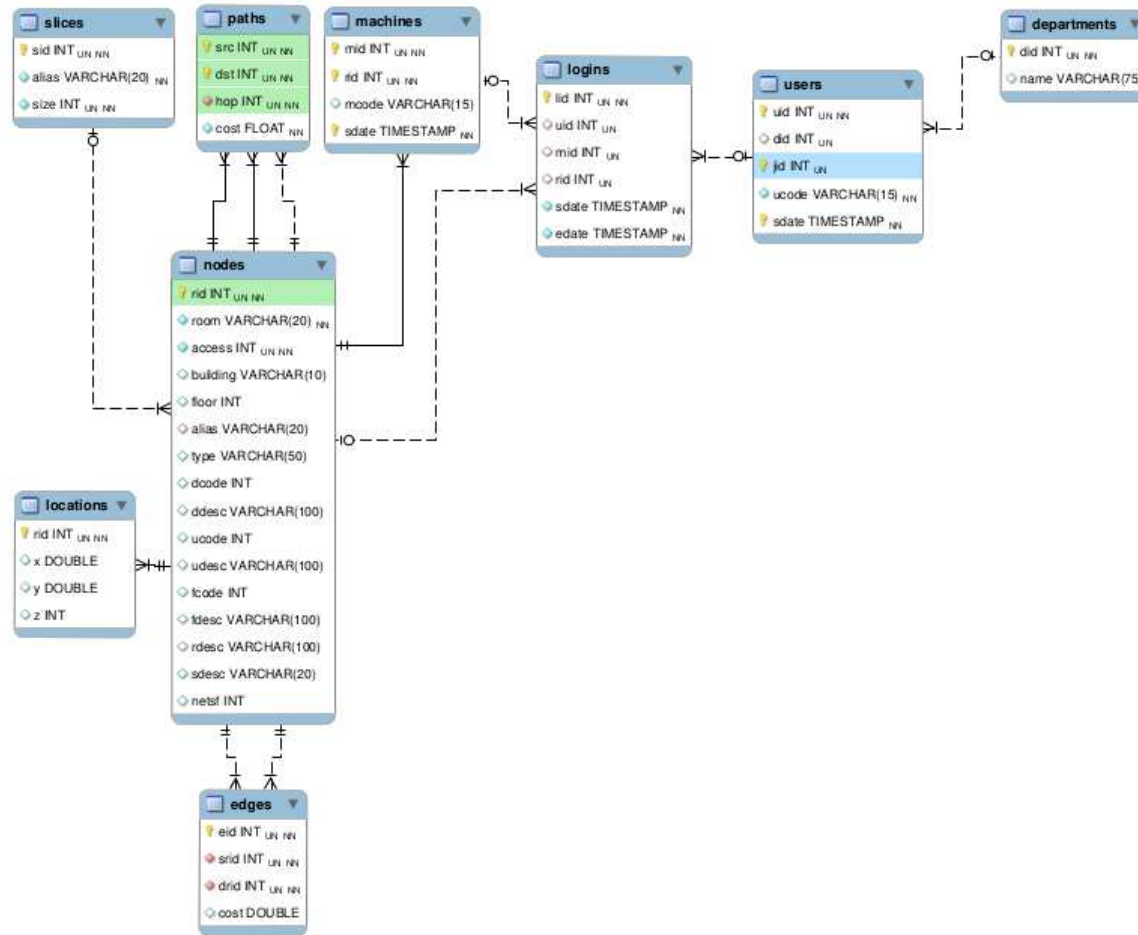 slices
sid INT UN NN
alias VARCHAR(20) NN
size INT UN NN
paths
src INT UN NN
dst INT UN NN
hop INT UN NN
cost FLOAT NN
machines
mid INT UN NN
rid INT UN NN
mcode VARCHAR(15)
sdate TIMESTAMP NN
logins
lid INT UN NN
uid INT UN
mid INT UN
rid INT UN
sdate TIMESTAMP NN
edate TIMESTAMP NN
users
uid INT UN NN
did INT UN
jid INT UN
ucode VARCHAR(15) NN
sdate TIMESTAMP NN
departments
did INT UN NN
name VARCHAR(75
nodes
rid INT UN NN
room VARCHAR(20) NN
access INT UN NN
building VARCHAR(10)
floor INT
alias VARCHAR(20)
type VARCHAR(50)
dcode INT
ddesc VARCHAR(100)
ucode INT
udesc VARCHAR(100)
fcode INT
fdesc VARCHAR(100)
rdesc VARCHAR(100)
sdesc VARCHAR(20)
netsf INT
locations
rid INT UN NN
x DOUBLE
y DOUBLE
z INT
edges
eid INT UN NN
srid INT UN NN
drid INT UN NN
cost DOUBLE